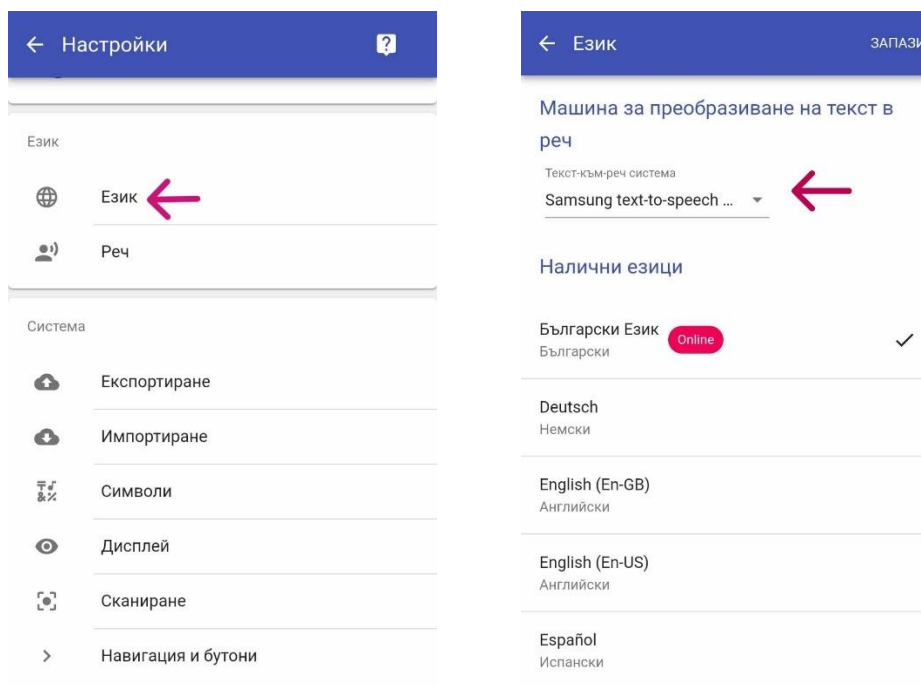 Настройки
Език
Език
Реч
Система
Експортиране
Импортиране
Символи
Дисплей
Сканиране
Навигация и бутони
Език
ЗАПАЗИ
Машина за преобразиване на текст в
реч
Текст-към-реч система
Samsung text-to-speech ...
Налични езици
Български Език
Online
Български
Deutsch
Немски
English (En-GB)
Английски
English (En-US)
Английски
Español
Испански